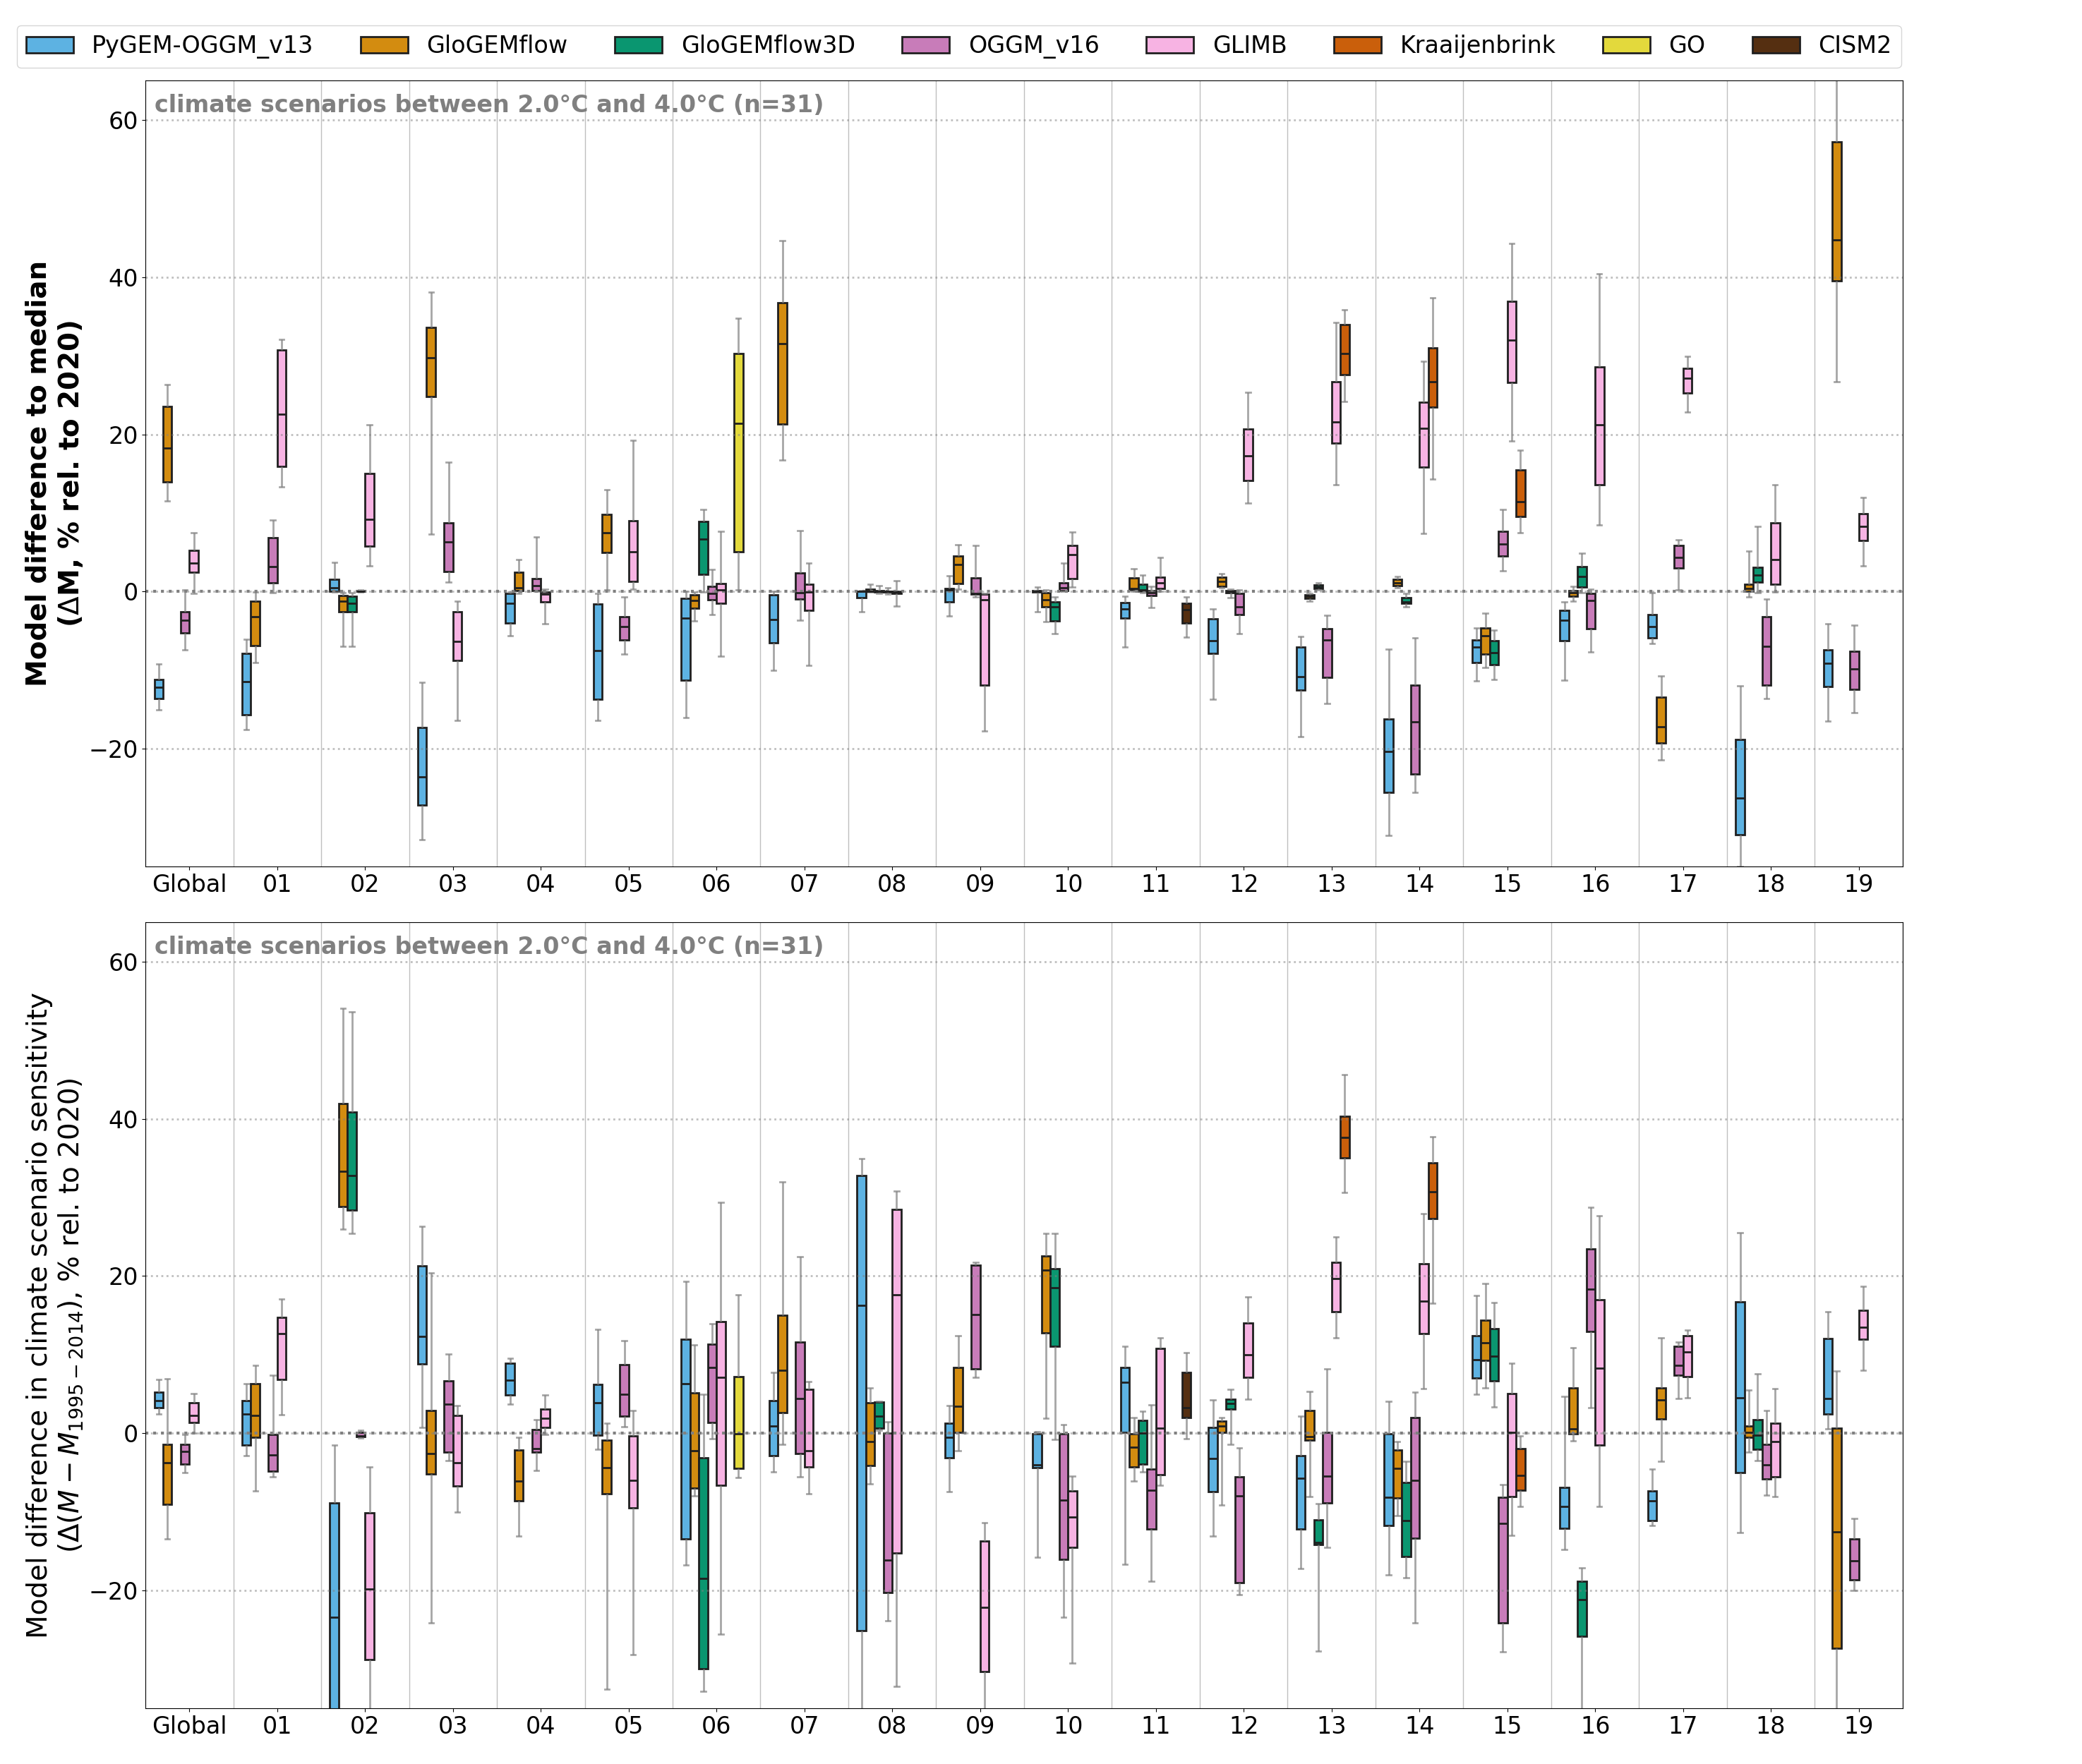 PyGEM-OGGM_v13 GloGEMflow GloGEMflow3D OGGM_v16 GLIMB Kraaijenbrink GO CISM2
climate scenarios between 2.0°C and 4.0°C (n=31)
Model difference to median
(ΔM, % rel. to 2020)
60
40
20
0
−20
Global 01 02 03 04 05 06 07 08 09 10 11 12 13 14 15 16 17 18 19
climate scenarios between 2.0°C and 4.0°C (n=31)
Model difference in climate scenario sensitivity
(Δ(M − M1995−2014), % rel. to 2020)
60
40
20
0
−20
Global 01 02 03 04 05 06 07 08 09 10 11 12 13 14 15 16 17 18 19